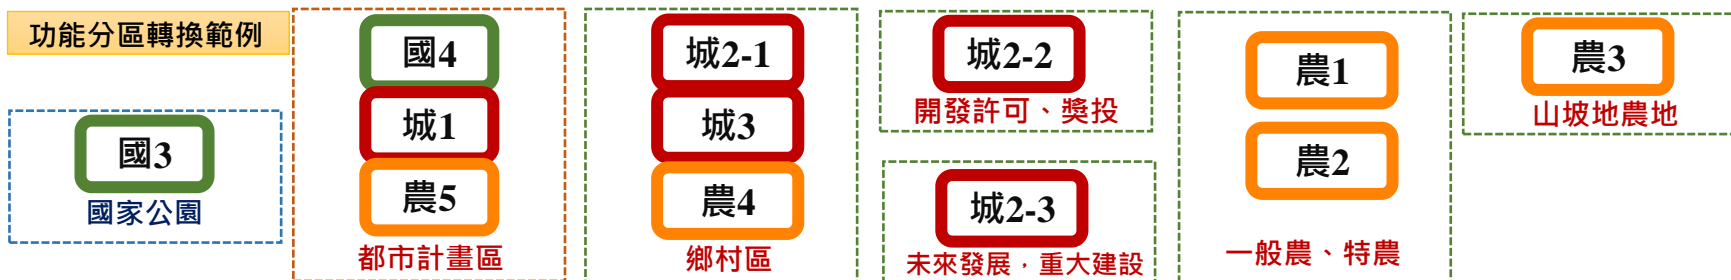 功能分區轉換範例
國3
國家公園
國4
城1
農5
都市計畫區
城2-1
城3
農4
鄉村區
城2-2
開發許可、獎投
城2-3
未來發展，重大建設
農1
農2
一般農、特農
農3
山坡地農地